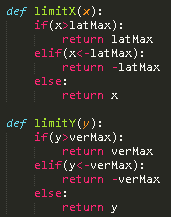 def limitX(x):
    if(x>latMax):
        return latMax
    elif(x<-latMax):
        return -latMax
    else:
        return x
def limitY(y):
    if(y>verMax):
        return verMax
    elif(y<-verMax):
        return -verMax
    else:
        return y